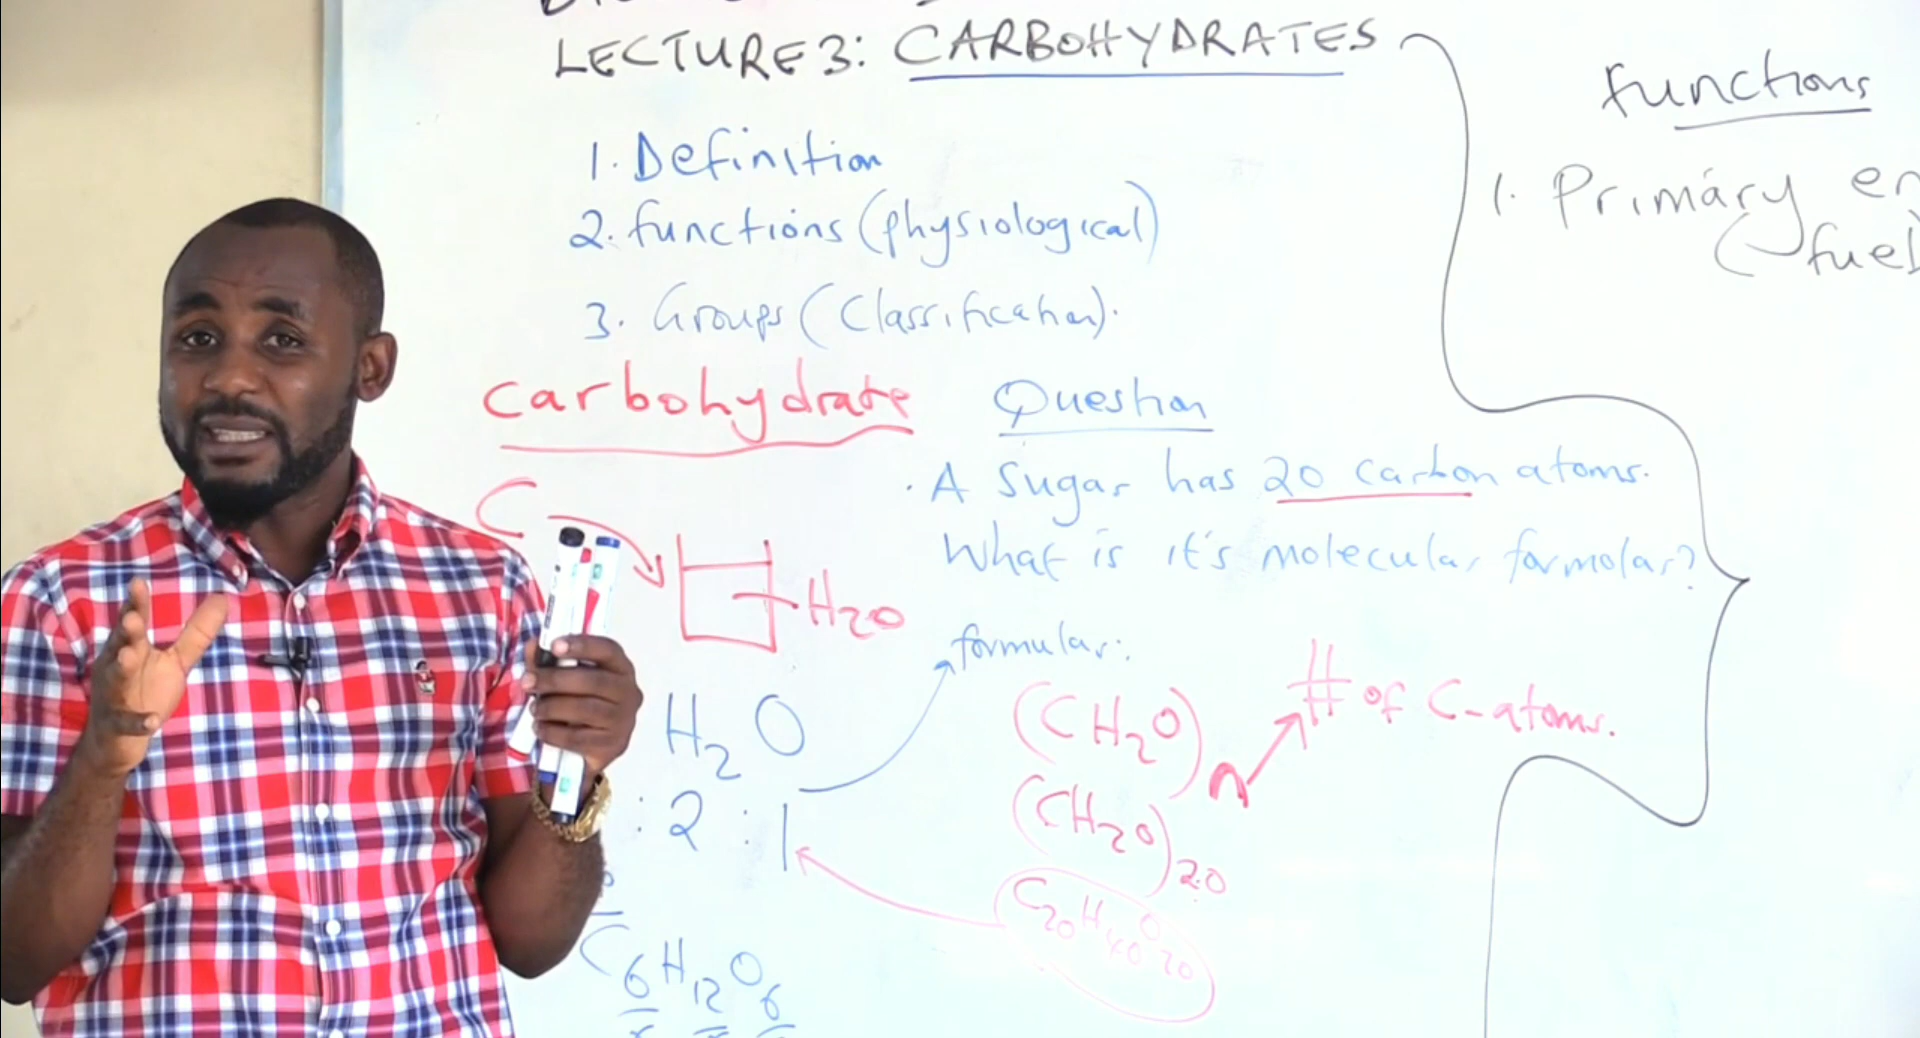 LECTURE 3: CARBOHYDRATES
1. Definition
2. functions (physiological)
3. Groups (Classification).
carbohydrate
C
H2O
H2O
: 2 : 1
C6H12O6
Question
. A Sugar has 20 carbon atoms.
What is it's molecular formolar?
formular:
(CH2O)n # of C-atoms.
(CH2O)20
C20H40O20
functions
1. Primary
(fuel)